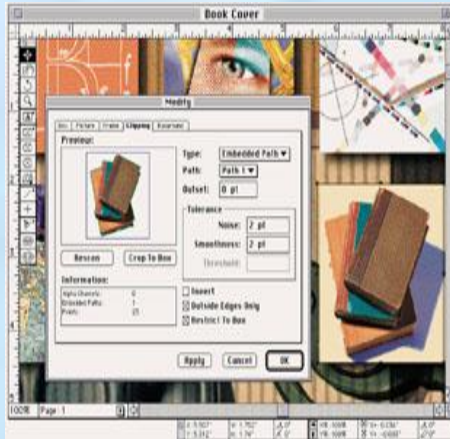 Book Cover
Modify
Box Picture Frame Clipping Runaround
Preview:
Type: Embedded Path
Path: Path 1
Outset: 0 pt
Tolerance
Noise: 2 pt
Smoothness: 2 pt
Threshold:
Rescan Crop To Box
Information:
Alpha Channels: 0
Embedded Paths: 1
Points:
Invert
Outside Edges Only
Restrict To Box
Apply Cancel OK
100% Page 1